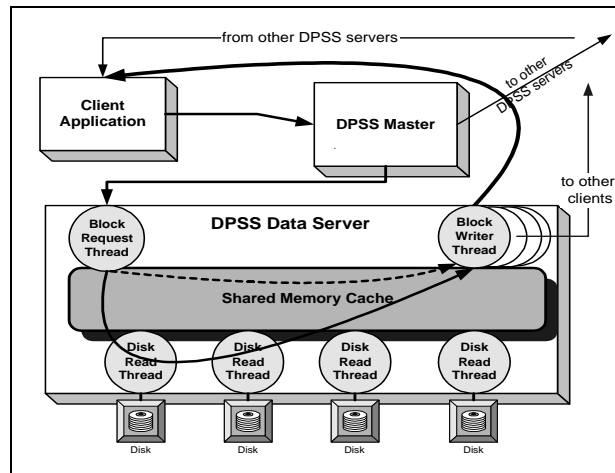 from other DPSS servers
to other
DPSS servers
Client
Application
DPSS Master
to other
clients
Block
Request
Thread
DPSS Data Server
Block
Writer
Thread
Shared Memory Cache
Disk
Read
Thread
Disk
Read
Thread
Disk
Read
Thread
Disk
Read
Thread
Disk
Disk
Disk
Disk